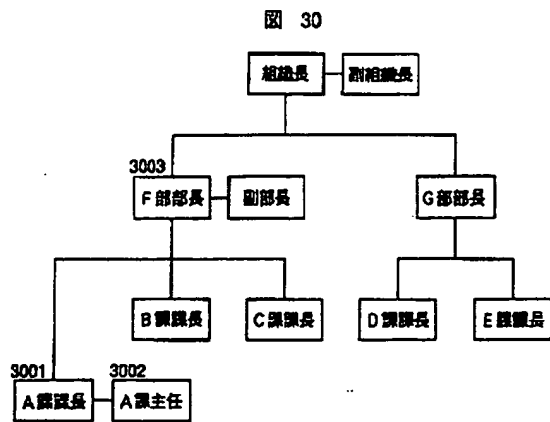 図 30
組織長 副組織長
3003
F部部長 副部長 G部部長
B課課長 C課課長 D課課長 E課課長
3001 3002
A課課長 A課主任